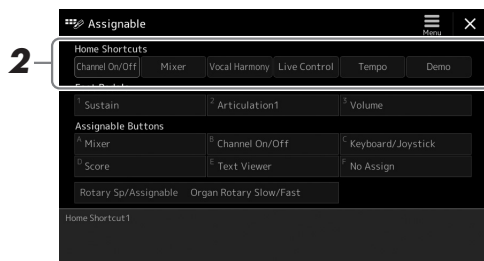 Assignable
Menu
2
Home Shortcuts
Channel On/Off Mixer Vocal Harmony Live Control Tempo Demo
1 Sustain 2 Articulation1 3 Volume
Assignable Buttons
A Mixer B Channel On/Off C Keyboard/Joystick
D Score E Text Viewer F No Assign
Rotary Sp/Assignable Organ Rotary Slow/Fast
Home Shortcut1